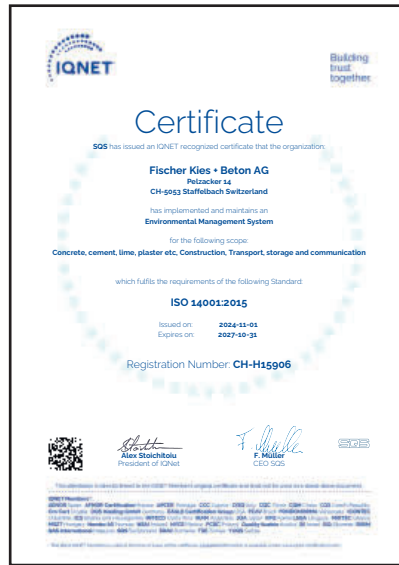 IQNET
Building
trust
together.
Certificate
SQS has issued an IQNET recognized certificate that the organization:
Fischer Kies + Beton AG
Pelzacker 14
CH-5053 Staffelbach Switzerland
has implemented and maintains an
Environmental Management System
for the following scope:
Concrete, cement, lime, plaster etc, Construction, Transport, storage and communication
which fulfils the requirements of the following Standard:
ISO 14001:2015
Issued on: 2024-11-01
Expires on: 2027-10-31
Registration Number: CH-H15906
Alex Stoichitoiu
President of IQNet
F. Müller
CEO SQS
SQS
IQNET Members*: